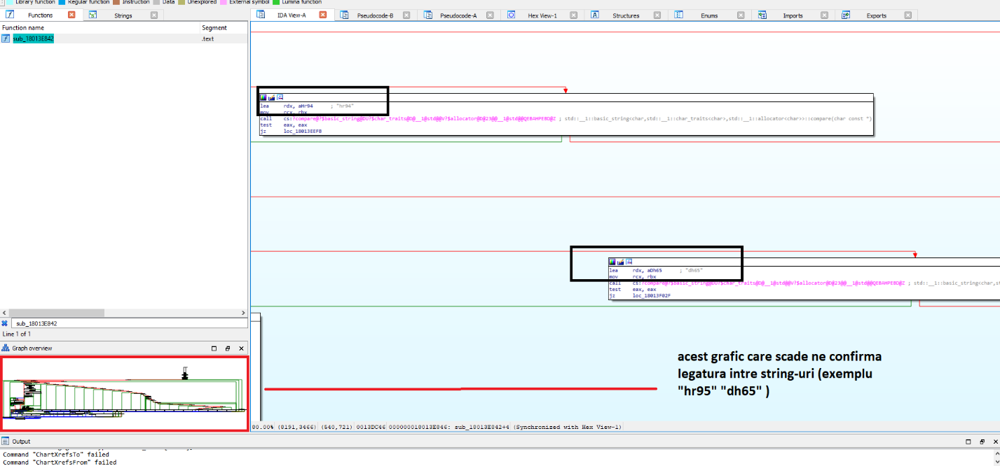 Library function Regular function Instruction Data Unexplored External symbol Lumina function
Functions Strings IDA View-A Pseudocode-B Pseudocode-A Hex View-1 Structures Enums Imports Exports
Function name Segment
sub_18013E842 .text
lea rdx, aHr94 ; "hr94"
mov rcx, rbx
call cs:?compare@?$basic_string@DU?$char_traits@D@__1@std@@V?$allocator@D@23@@__1@std@@QEBAHPEBD@Z ; std::__1::basic_string<char,std::__1::char_traits<char>,std::__1::allocator<char>>::compare(char const *)
test eax, eax
jz loc_18013EEFB
lea rdx, aDh65 ; "dh65"
mov rcx, rbx
call cs:?compare@?$basic_string@DU?$char_traits@D@__1@std@@V?$allocator@D@23@@__1@std@@QEBAHPEBD@Z ; std::__1::basic_string<char,st
test eax, eax
jz loc_18013F02F
sub_18013E842
Line 1 of 1
Graph overview
acest grafic care scade ne confirma
legatura intre string-uri (exemplu
"hr95" "dh65" )
80.00% (8191,3466) (640,721) 0013DC46 000000018013E846: sub_18013E842+4 (Synchronized with Hex View-1)
Output
Command "ChartXrefsTo" failed
Command "ChartXrefsFrom" failed